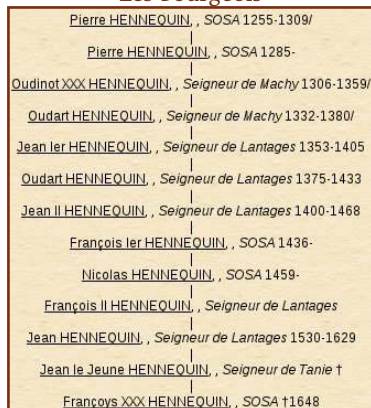 Pierre HENNEQUIN, , SOSA 1255-1309/
Pierre HENNEQUIN, , SOSA 1285-
Oudinot XXX HENNEQUIN, , Seigneur de Machy 1306-1359/
Oudart HENNEQUIN, , Seigneur de Machy 1332-1380/
Jean Ier HENNEQUIN, , Seigneur de Lantages 1353-1405
Oudart HENNEQUIN, , Seigneur de Lantages 1375-1433
Jean II HENNEQUIN, , Seigneur de Lantages 1400-1468
François Ier HENNEQUIN, , SOSA 1436-
Nicolas HENNEQUIN, , SOSA 1459-
François II HENNEQUIN, , Seigneur de Lantages
Jean HENNEQUIN, , Seigneur de Lantages 1530-1629
Jean le Jeune HENNEQUIN, , Seigneur de Tanie †
Françoys XXX HENNEQUIN, , SOSA †1648